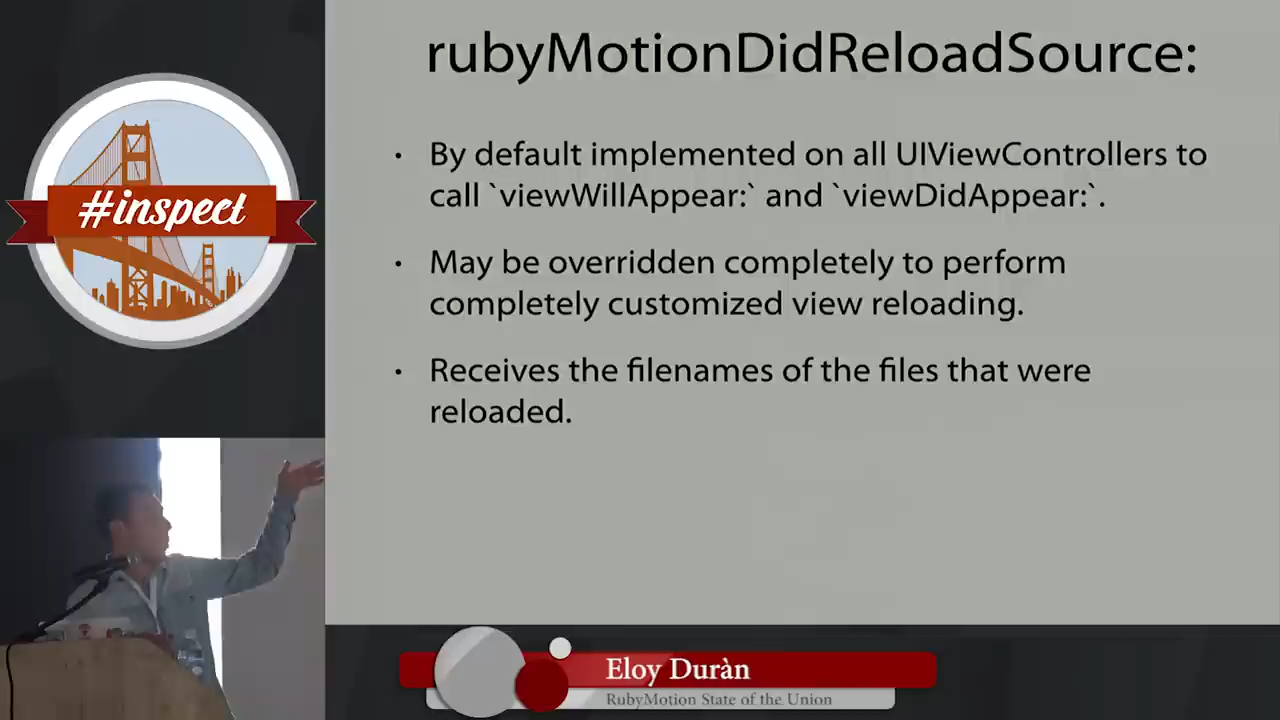 rubyMotionDidReloadSource:
#inspect
• By default implemented on all UIViewControllers to
call `viewWillAppear:` and `viewDidAppear:`.
• May be overridden completely to perform
completely customized view reloading.
• Receives the filenames of the files that were
reloaded.
Eloy Duràn
RubyMotion State of the Union